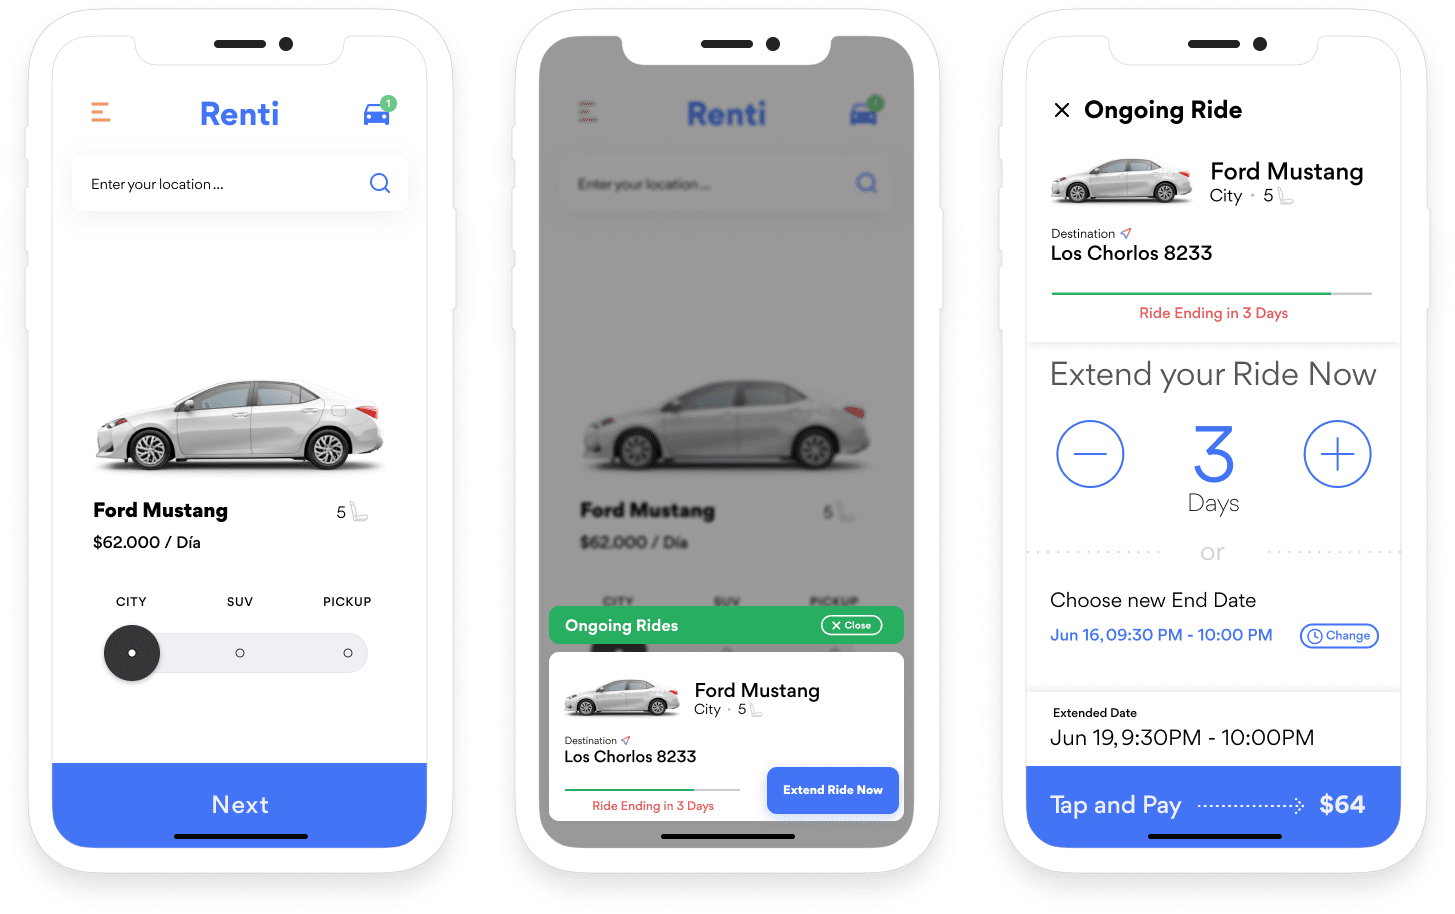 Renti
1
Enter your location...
Ford Mustang
5
$62.000 / Día
CITY
SUV
PICKUP
Next
Renti
1
Enter your location...
Ford Mustang
5
$62.000 / Día
CITY
SUV
PICKUP
Ongoing Rides
Close
Ford Mustang
City · 5
Destination
Los Chorlos 8233
Ride Ending in 3 Days
Extend Ride Now
Ongoing Ride
Ford Mustang
City · 5
Destination
Los Chorlos 8233
Ride Ending in 3 Days
Extend your Ride Now
3
Days
or
Choose new End Date
Jun 16, 09:30 PM - 10:00 PM
Change
Extended Date
Jun 19, 9:30PM - 10:00PM
Tap and Pay
$64